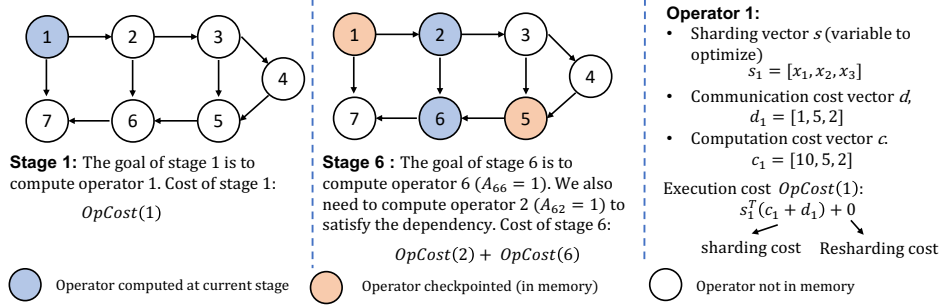 1
2
3
4
7
6
5
Stage 1: The goal of stage 1 is to
compute operator 1. Cost of stage 1:
OpCost(1)
1
2
3
4
7
6
5
Stage 6 : The goal of stage 6 is to
compute operator 6 (A₆₆ = 1). We also
need to compute operator 2 (A₆₂ = 1) to
satisfy the dependency. Cost of stage 6:
OpCost(2) + OpCost(6)
Operator 1:
• Sharding vector s (variable to
optimize)
s₁ = [x₁, x₂, x₃]
• Communication cost vector d,
d₁ = [1, 5, 2]
• Computation cost vector c.
c₁ = [10, 5, 2]
Execution cost OpCost(1):
s₁ᵀ(c₁ + d₁) + 0
sharding cost Resharding cost
Operator computed at current stage
Operator checkpointed (in memory)
Operator not in memory